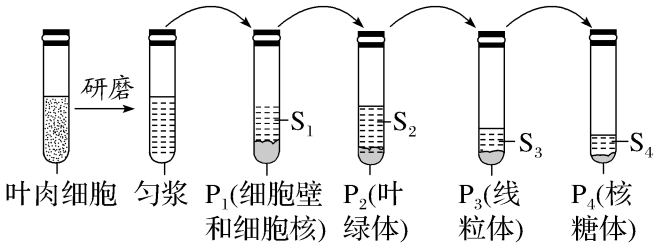 研磨
S₁
S₂
S₃
S₄
叶肉细胞
匀浆
P₁(细胞壁
和细胞核)
P₂(叶
绿体)
P₃(线
粒体)
P₄(核
糖体)